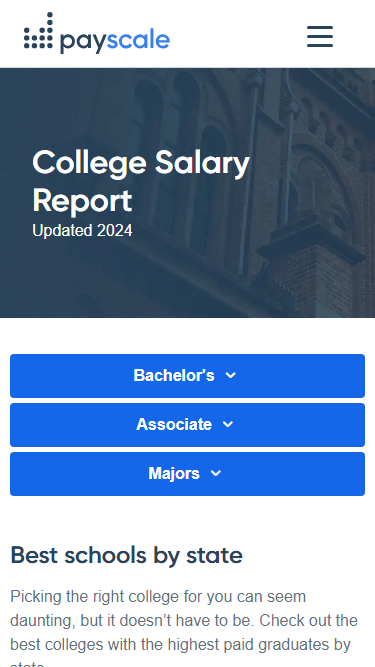 payscale
College Salary
Report
Updated 2024
Bachelor's
Associate
Majors
Best schools by state
Picking the right college for you can seem
daunting, but it doesn’t have to be. Check out the
best colleges with the highest paid graduates by
state